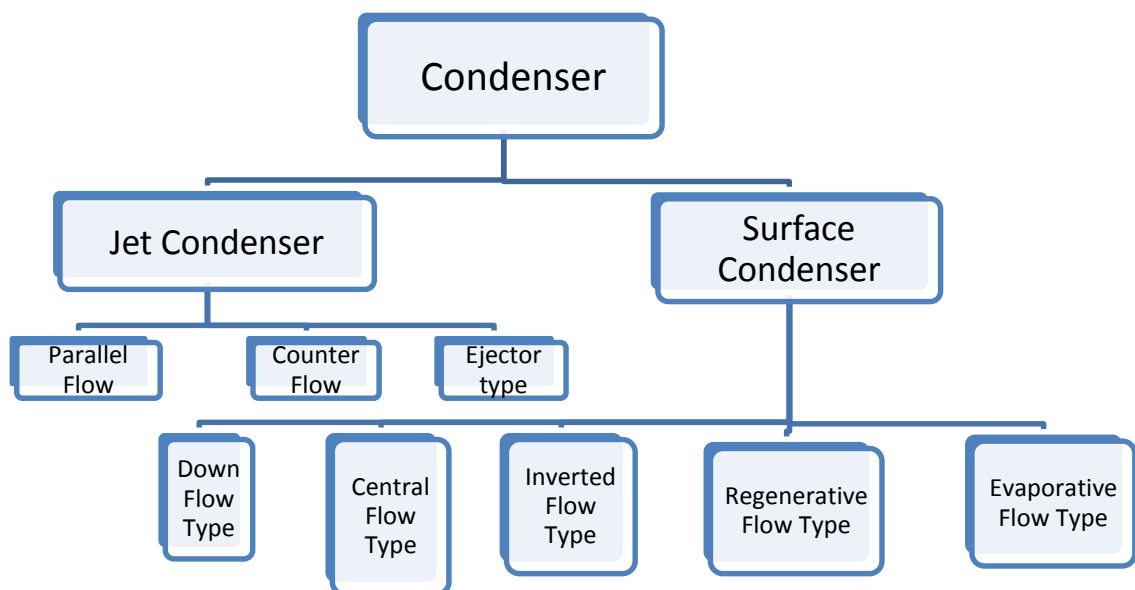 Condenser
Jet Condenser
Surface
Condenser
Parallel
Flow
Counter
Flow
Ejector
type
Down
Flow
Type
Central
Flow
Type
Inverted
Flow
Type
Regenerative
Flow Type
Evaporative
Flow Type